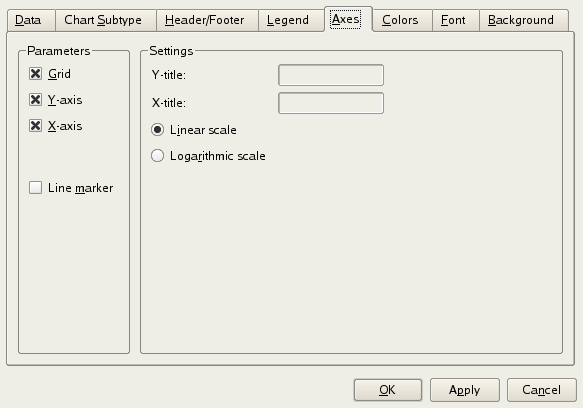 Data Chart Subtype Header/Footer Legend Axes Colors Font Background
Parameters Settings
Grid Y-title:
Y-axis X-title:
X-axis Linear scale
Logarithmic scale
Line marker
OK Apply Cancel